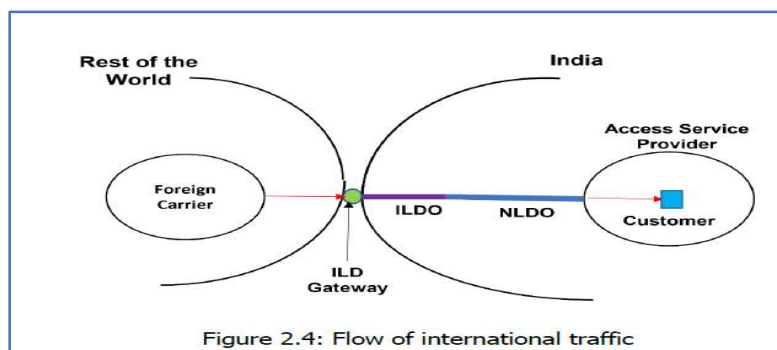 Rest of the
World
India
Access Service
Provider
Foreign
Carrier
ILDO
NLDO
Customer
ILD
Gateway
Figure 2.4: Flow of international traffic